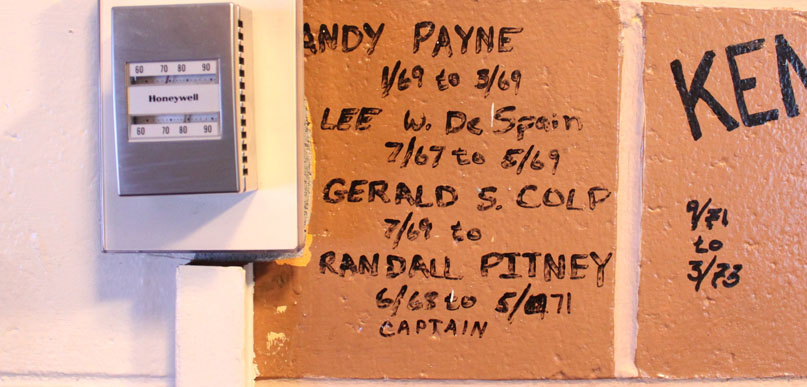 60 70 80 90
Honeywell
60 70 80 90
ANDY PAYNE
1/69 to 3/69
LEE W. De Spain
7/67 to 5/69
GERALD S. COLP
7/69 to
RANDALL PITNEY
6/68 to 5/71
CAPTAIN
KEN
9/71
to
3/73